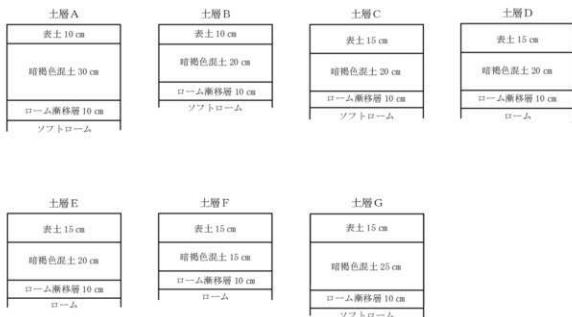 土層A
表土 10 cm
暗褐色混土 30 cm
ローム漸移層 10 cm
ソフトローム
土層B
表土 10 cm
暗褐色混土 20 cm
ローム漸移層 10 cm
ソフトローム
土層C
表土 15 cm
暗褐色混土 20 cm
ローム漸移層 10 cm
ソフトローム
土層D
表土 15 cm
暗褐色混土 20 cm
ローム漸移層 10 cm
ローム
土層E
表土 15 cm
暗褐色混土 20 cm
ローム漸移層 10 cm
ローム
土層F
表土 15 cm
暗褐色混土 15 cm
ローム漸移層 10 cm
ローム
土層G
表土 15 cm
暗褐色混土 25 cm
ローム漸移層 10 cm
ソフトローム